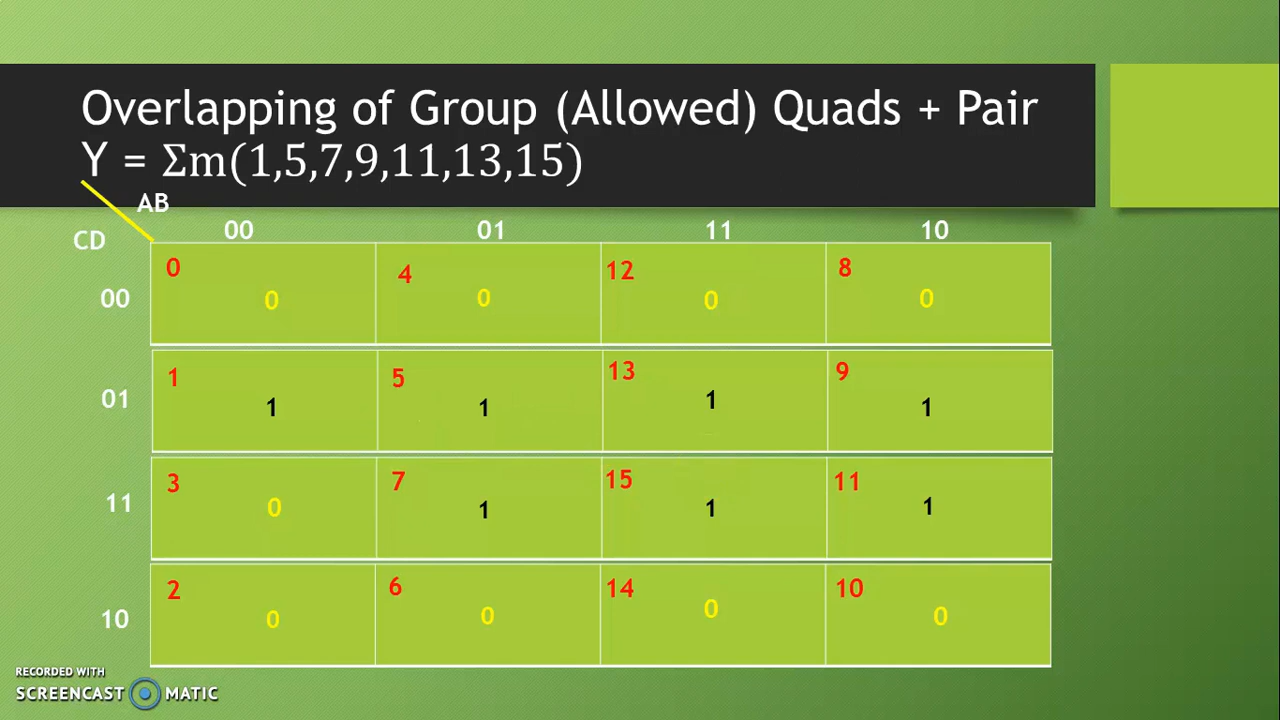 Overlapping of Group (Allowed) Quads + Pair
Y = Σm(1,5,7,9,11,13,15)
AB
CD
00 01 11 10
0 4 12 8
00 0 0 0 0
1 5 13 9
01 1 1 1 1
3 7 15 11
11 0 1 1 1
2 6 14 10
10 0 0 0 0
RECORDED WITH
SCREENCAST MATIC